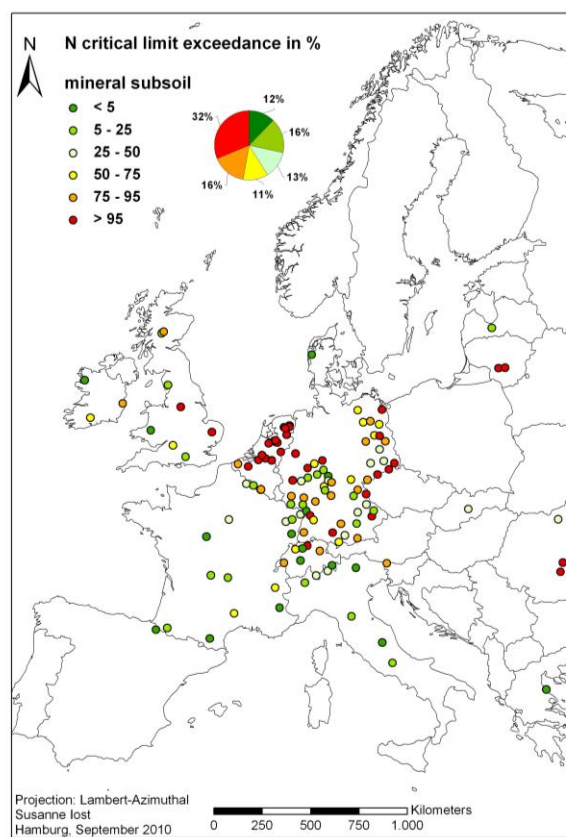 N
N critical limit exceedance in %
mineral subsoil
< 5
5 - 25
25 - 50
50 - 75
75 - 95
> 95
12%
16%
13%
11%
16%
32%
Projection: Lambert-Azimuthal
Susanne Iost
Hamburg, September 2010
Kilometers
0 250 500 750 1.000